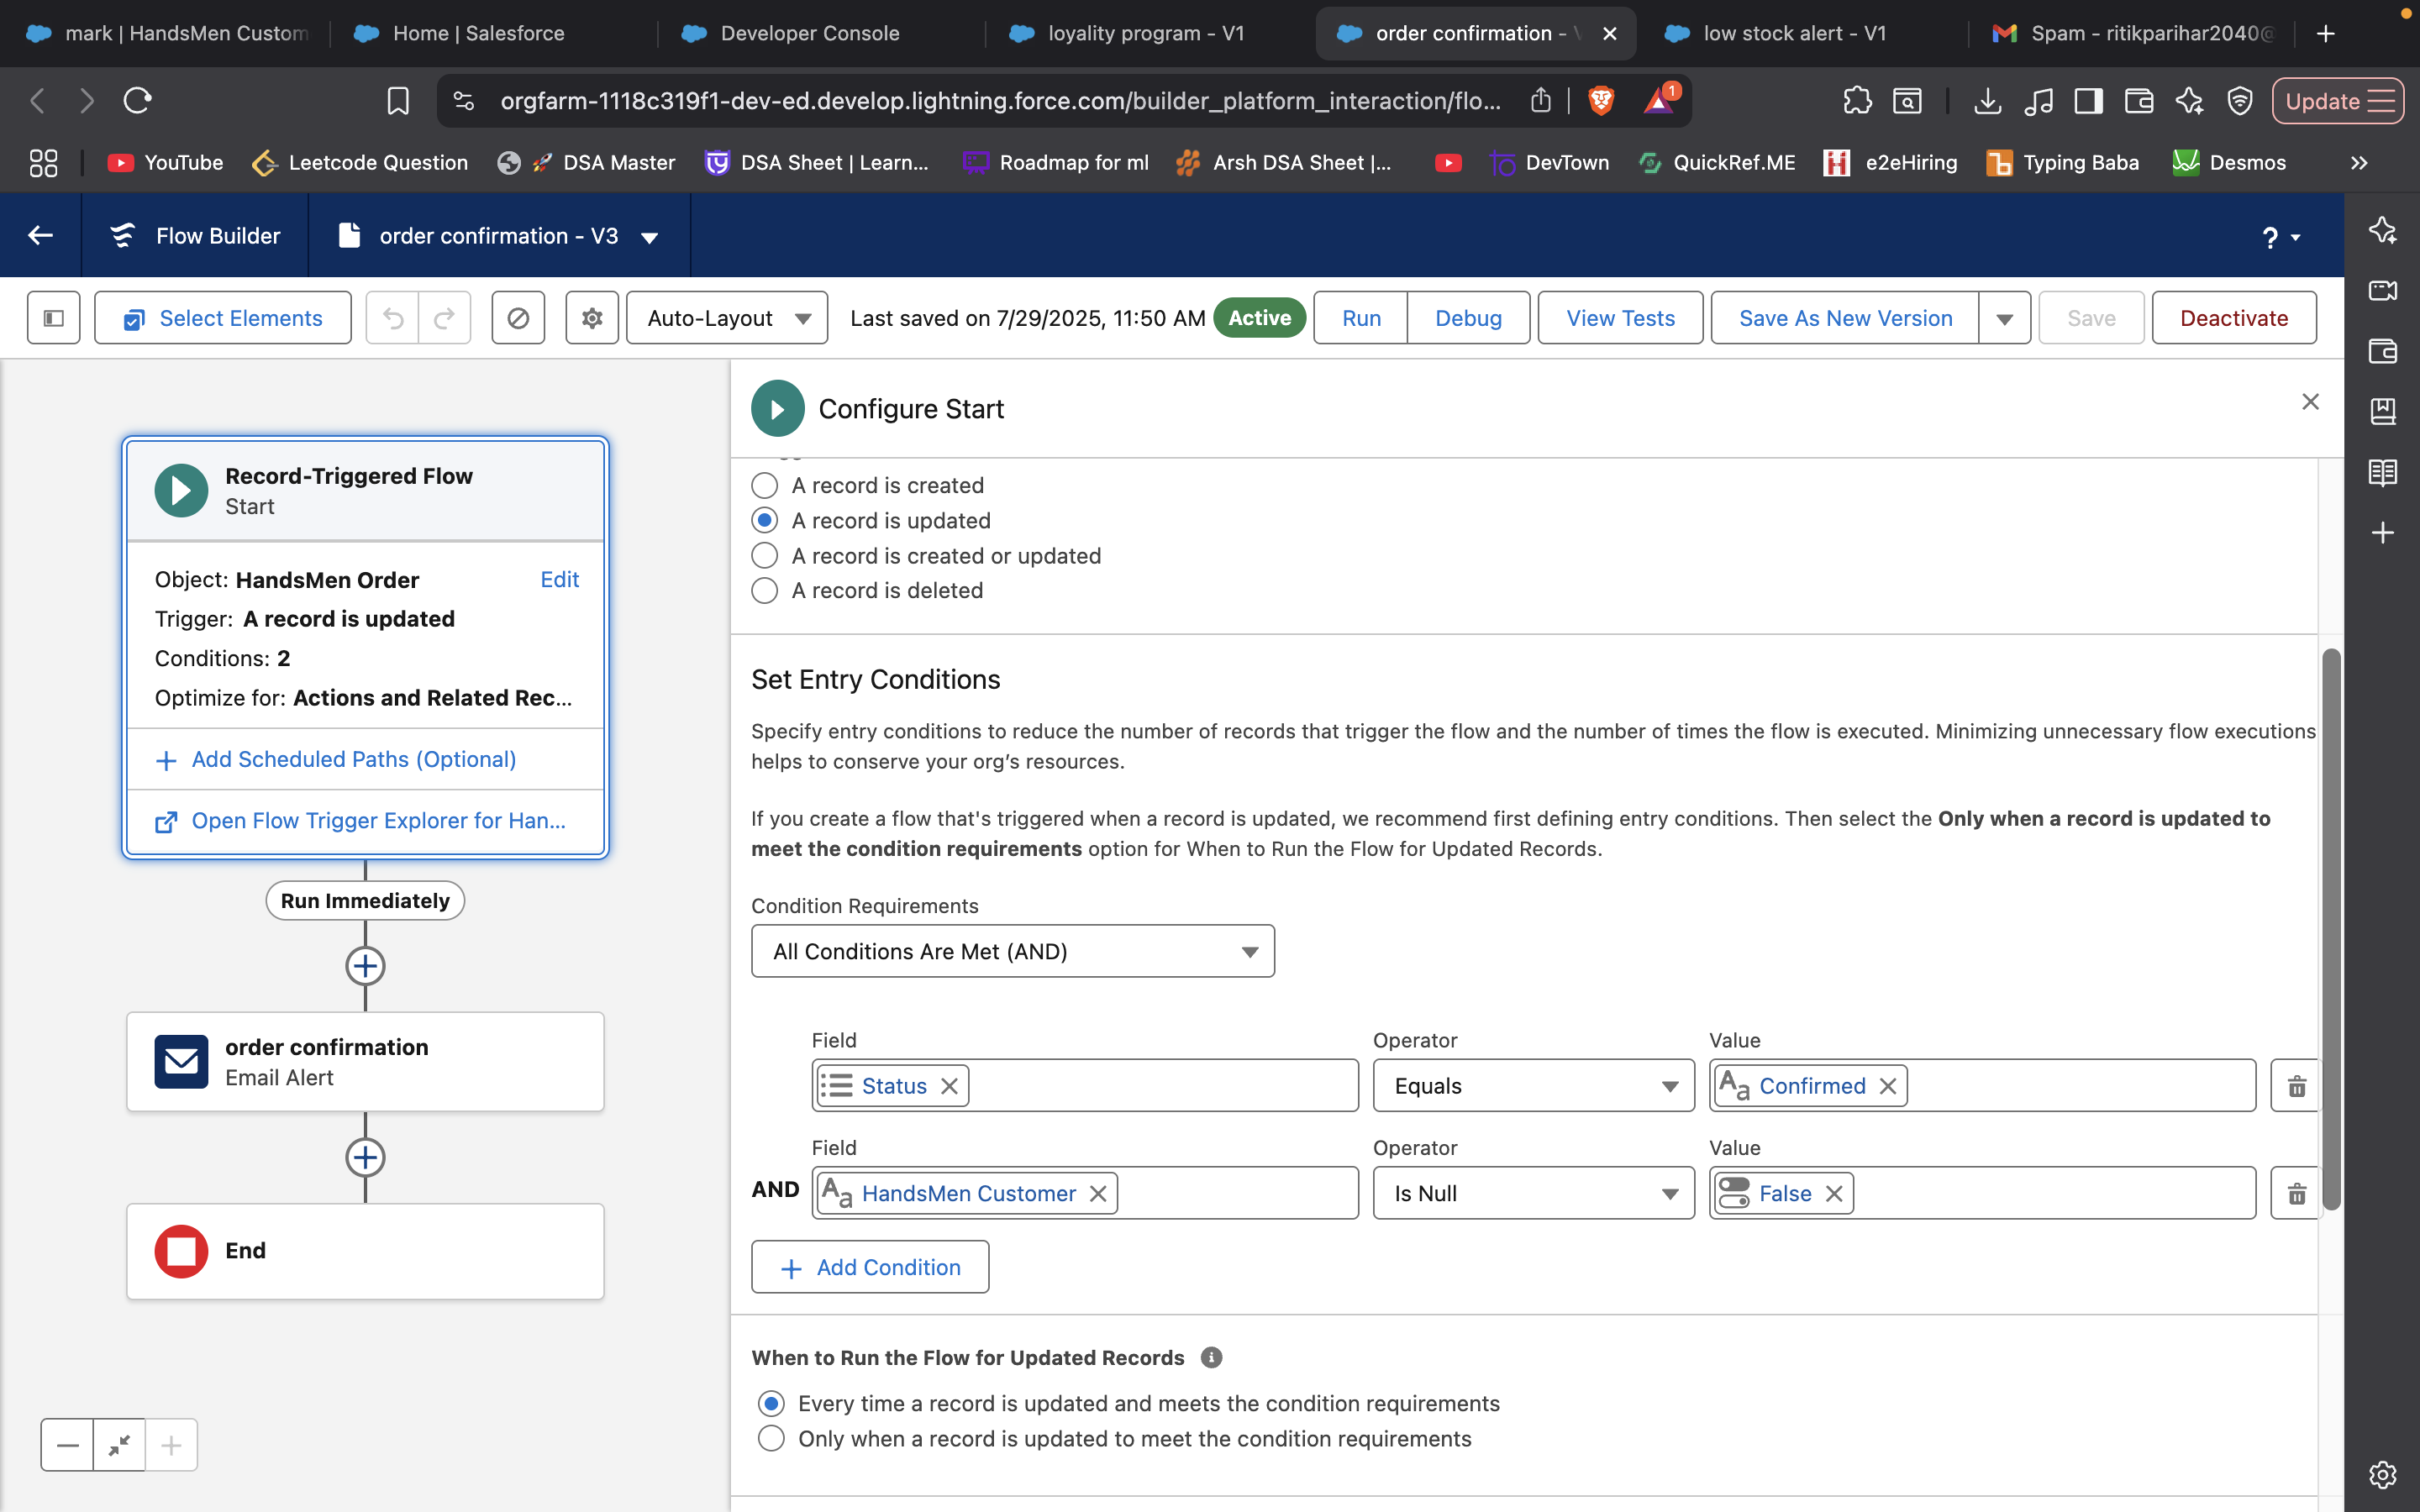 mark | HandsMen Custom
Home | Salesforce
Developer Console
loyality program - V1
order confirmation -
low stock alert - V1
Spam - ritikparihar2040@
orgfarm-1118c319f1-dev-ed.develop.lightning.force.com/builder_platform_interaction/flo...
1
Update
YouTube
Leetcode Question
DSA Master
DSA Sheet | Learn...
Roadmap for ml
Arsh DSA Sheet |...
DevTown
QuickRef.ME
e2eHiring
Typing Baba
Desmos
Flow Builder
order confirmation - V3
?
Select Elements
Auto-Layout
Last saved on 7/29/2025, 11:50 AM
Active
Run
Debug
View Tests
Save As New Version
Save
Deactivate
Record-Triggered Flow
Start
Object: HandsMen Order
Edit
Trigger: A record is updated
Conditions: 2
Optimize for: Actions and Related Rec...
Add Scheduled Paths (Optional)
Open Flow Trigger Explorer for Han...
Run Immediately
order confirmation
Email Alert
End
Configure Start
A record is created
A record is updated
A record is created or updated
A record is deleted
Set Entry Conditions
Specify entry conditions to reduce the number of records that trigger the flow and the number of times the flow is executed. Minimizing unnecessary flow executions
helps to conserve your org's resources.
If you create a flow that's triggered when a record is updated, we recommend first defining entry conditions. Then select the Only when a record is updated to
meet the condition requirements option for When to Run the Flow for Updated Records.
Condition Requirements
All Conditions Are Met (AND)
Field
Operator
Value
Status
Equals
Aa Confirmed
Field
Operator
Value
AND
Aa HandsMen Customer
Is Null
False
Add Condition
When to Run the Flow for Updated Records
Every time a record is updated and meets the condition requirements
Only when a record is updated to meet the condition requirements